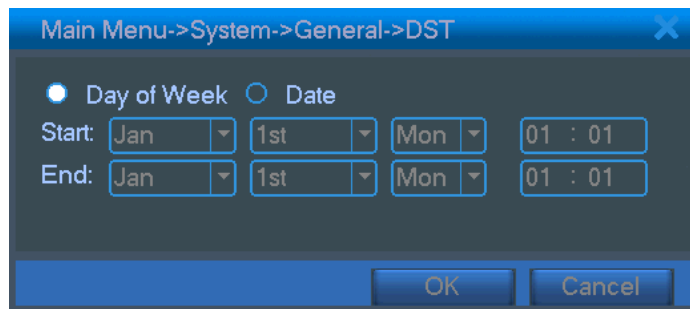 Main Menu->System->General->DST
Day of Week Date
Start: Jan 1st Mon 01 : 01
End: Jan 1st Mon 01 : 01
OK Cancel